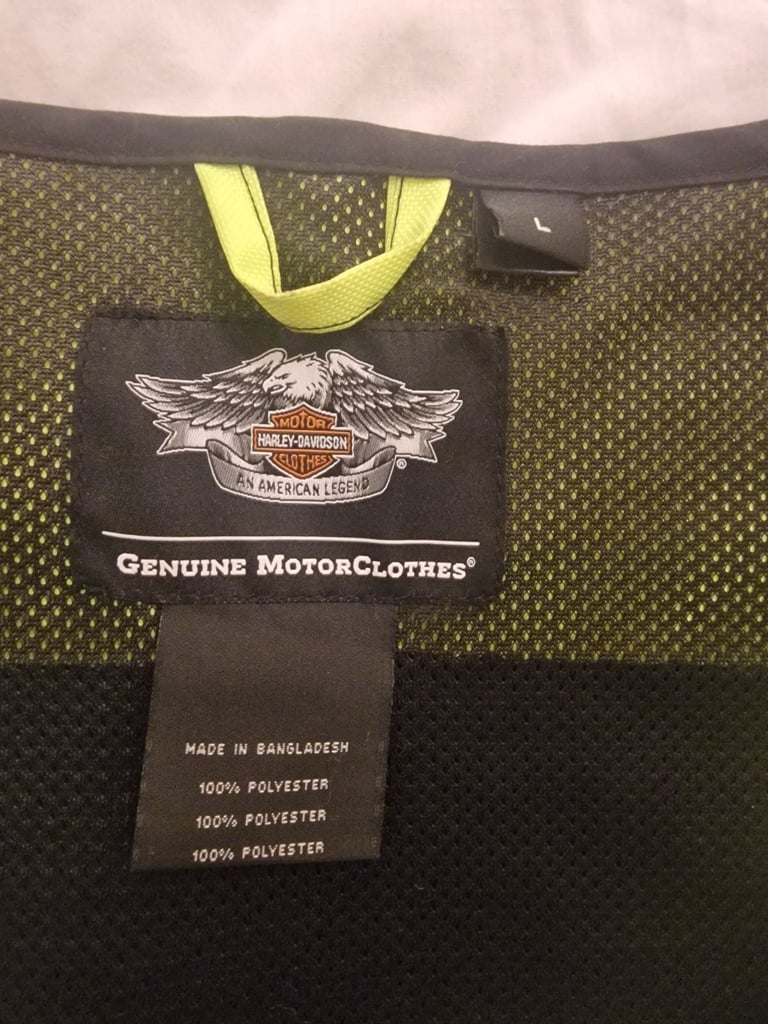 L
MOTOR
HARLEY-DAVIDSON
CLOTHES
®
AN AMERICAN LEGEND
GENUINE MOTORCLOTHES®
MADE IN BANGLADESH
100% POLYESTER
100% POLYESTER
100% POLYESTER